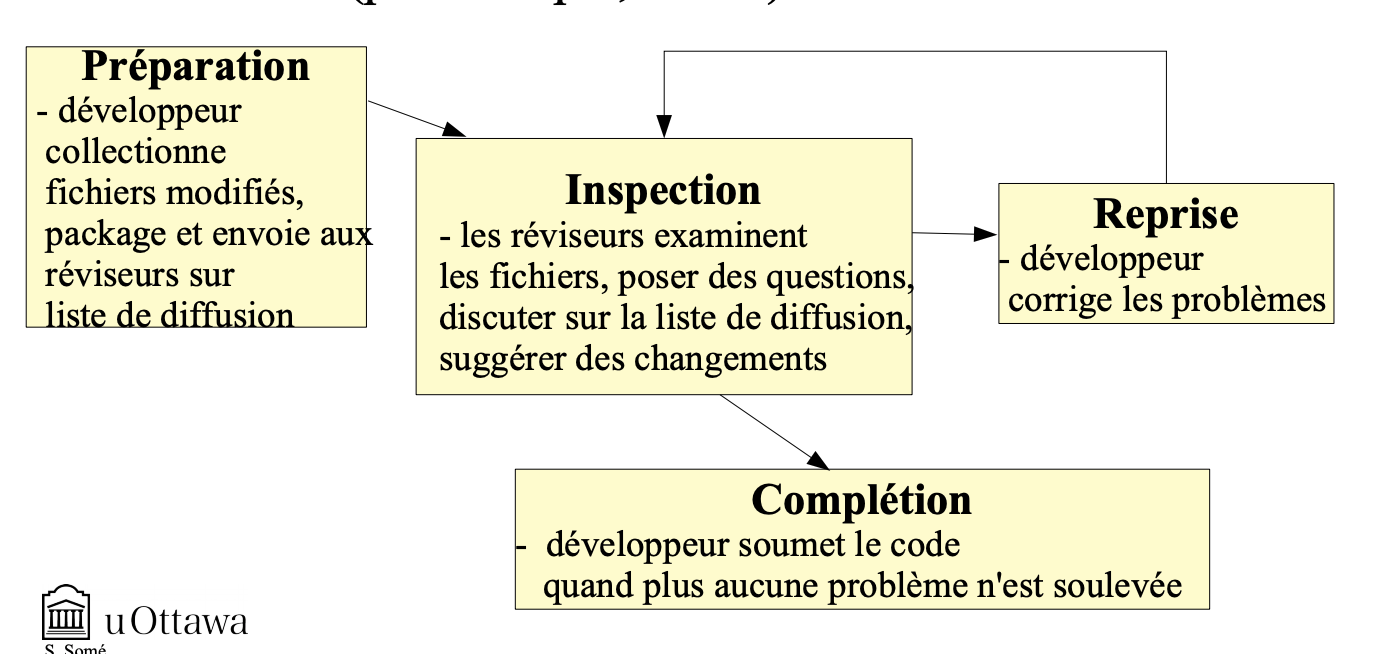 Préparation
- développeur
collectionne
fichiers modifiés,
package et envoie aux
réviseurs sur
liste de diffusion
Inspection
- les réviseurs examinent
les fichiers, poser des questions,
discuter sur la liste de diffusion,
suggérer des changements
Reprise
- développeur
corrige les problèmes
Complétion
- développeur soumet le code
quand plus aucune problème n'est soulevée
uOttawa
S. Somé